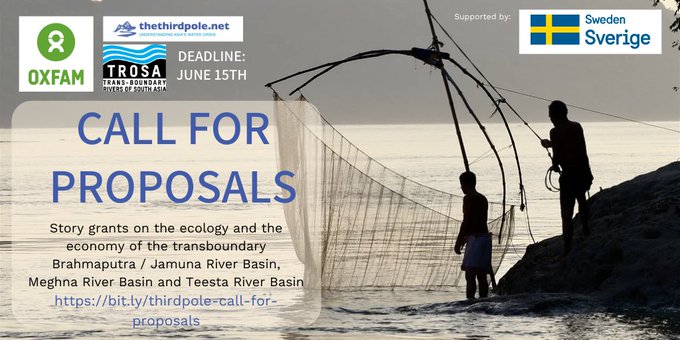 OXFAM
thethirdpole.net
UNDERSTANDING ASIA'S WATER CRISIS
TROSA
TRANS-BOUNDARY
RIVERS OF SOUTH ASIA
DEADLINE:
JUNE 15TH
Supported by:
Sweden
Sverige
CALL FOR
PROPOSALS
Story grants on the ecology and the
economy of the transboundary
Brahmaputra / Jamuna River Basin,
Meghna River Basin and Teesta River Basin
https://bit.ly/thirdpole-call-for-
proposals